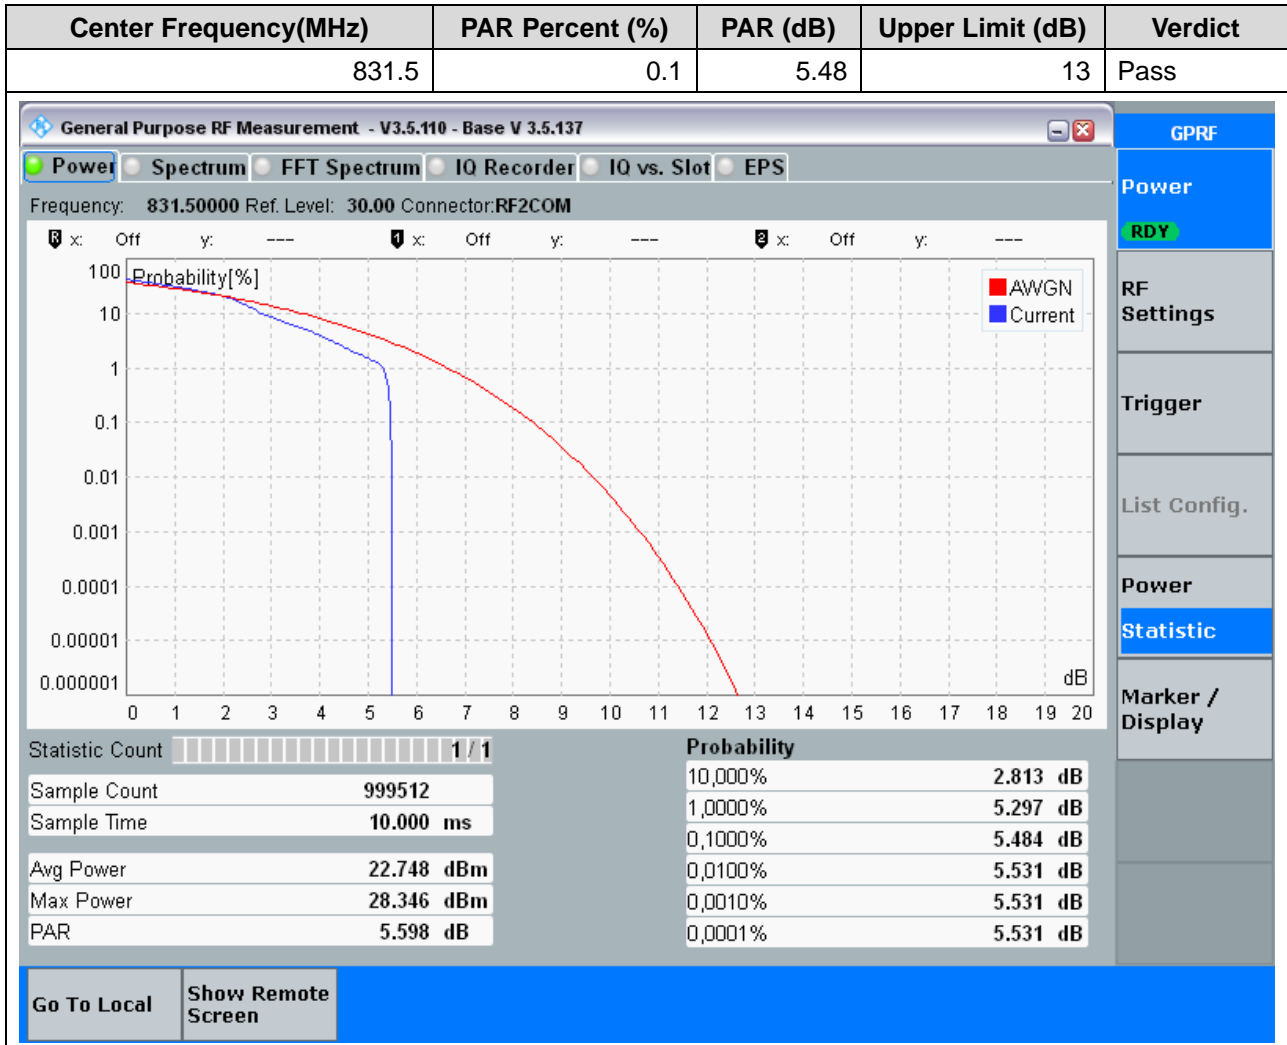 Center Frequency(MHz) PAR Percent (%) PAR (dB) Upper Limit (dB) Verdict
831.5 0.1 5.48 13 Pass
General Purpose RF Measurement - V3.5.110 - Base V 3.5.137
GPRF
Power Spectrum FFT Spectrum IQ Recorder IQ vs. Slot EPS
Power
RDY
Frequency: 831.50000 Ref. Level: 30.00 Connector:RF2COM
R x: Off y: --- 1 x: Off y: --- 2 x: Off y: ---
Probability[%]
100
10
1
0.1
0.01
0.001
0.0001
0.00001
0.000001
AWGN
Current
dB
0 1 2 3 4 5 6 7 8 9 10 11 12 13 14 15 16 17 18 19 20
RF
Settings
Trigger
List Config.
Power
Statistic
Marker /
Display
Statistic Count 1 / 1
Sample Count 999512
Sample Time 10.000 ms
Avg Power 22.748 dBm
Max Power 28.346 dBm
PAR 5.598 dB
Probability
10,000% 2.813 dB
1,0000% 5.297 dB
0,1000% 5.484 dB
0,0100% 5.531 dB
0,0010% 5.531 dB
0,0001% 5.531 dB
Go To Local
Show Remote
Screen